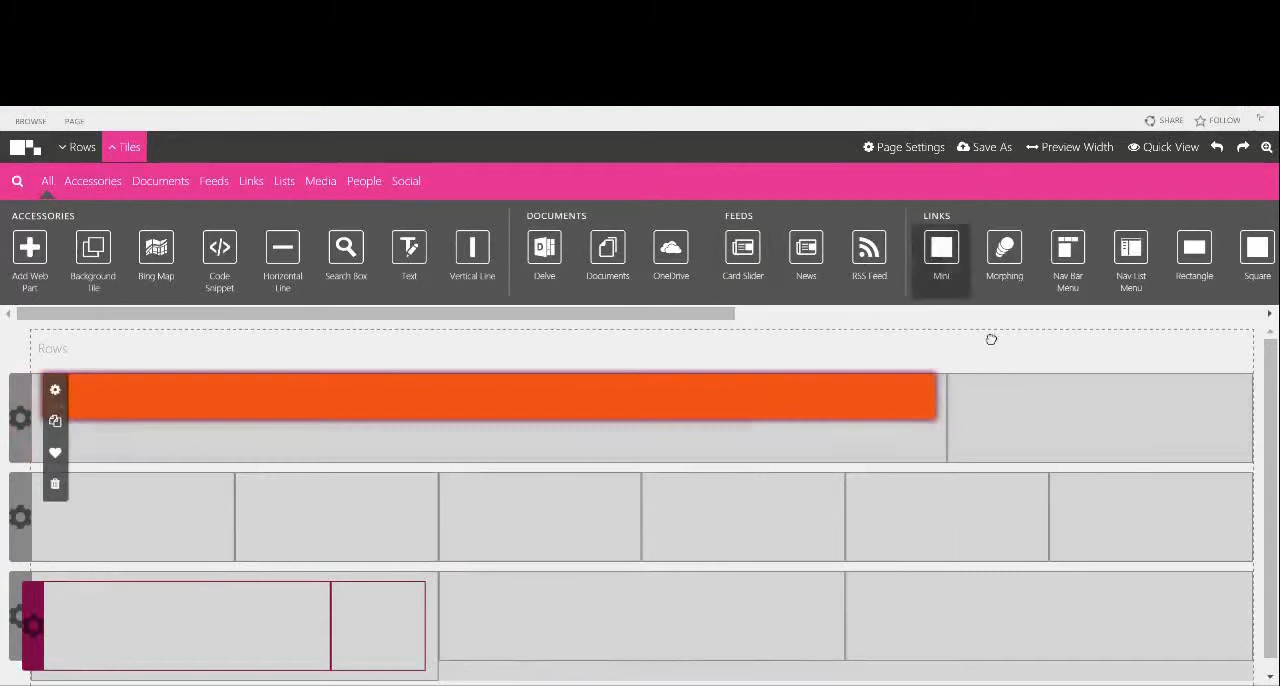 BROWSE PAGE SHARE FOLLOW
Rows Tiles Page Settings Save As Preview Width Quick View
All Accessories Documents Feeds Links Lists Media People Social
ACCESSORIES DOCUMENTS FEEDS LINKS
Add Web Part
Background Tile
Bing Map
Code Snippet
Horizontal Line
Search Box
Text
Vertical Line
Delve
Documents
OneDrive
Card Slider
News
RSS Feed
Mini
Morphing
Nav Bar Menu
Nav List Menu
Rectangle
Square
Rows